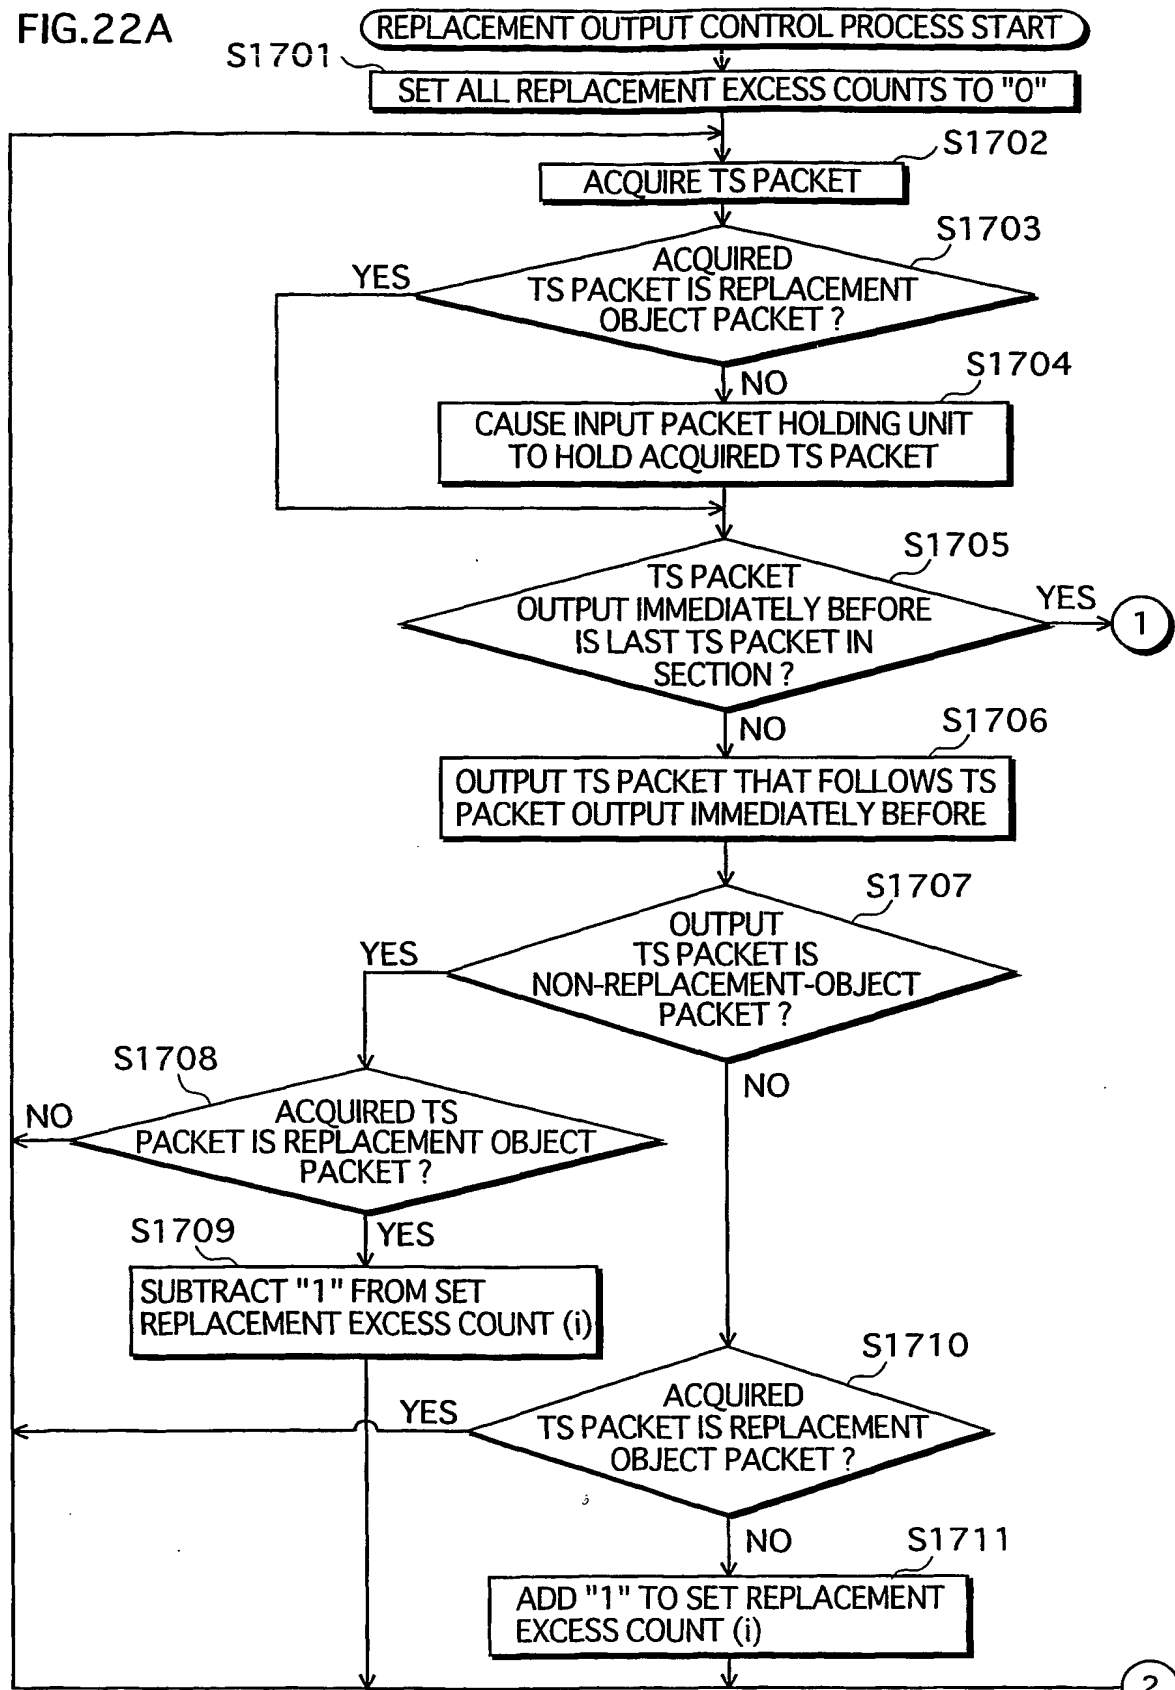 FIG.22A
REPLACEMENT OUTPUT CONTROL PROCESS START
S1701
SET ALL REPLACEMENT EXCESS COUNTS TO "0"
S1702
ACQUIRE TS PACKET
S1703
YES
ACQUIRED
TS PACKET IS REPLACEMENT
OBJECT PACKET ?
NO
S1704
CAUSE INPUT PACKET HOLDING UNIT
TO HOLD ACQUIRED TS PACKET
S1705
TS PACKET
OUTPUT IMMEDIATELY BEFORE
IS LAST TS PACKET IN
SECTION ?
YES
1
NO
S1706
OUTPUT TS PACKET THAT FOLLOWS TS
PACKET OUTPUT IMMEDIATELY BEFORE
S1707
YES
OUTPUT
TS PACKET IS
NON-REPLACEMENT-OBJECT
PACKET ?
NO
S1708
NO
ACQUIRED TS
PACKET IS REPLACEMENT OBJECT
PACKET ?
YES
S1709
SUBTRACT "1" FROM SET
REPLACEMENT EXCESS COUNT (i)
S1710
YES
ACQUIRED
TS PACKET IS REPLACEMENT
OBJECT PACKET ?
NO
S1711
ADD "1" TO SET REPLACEMENT
EXCESS COUNT (i)
2